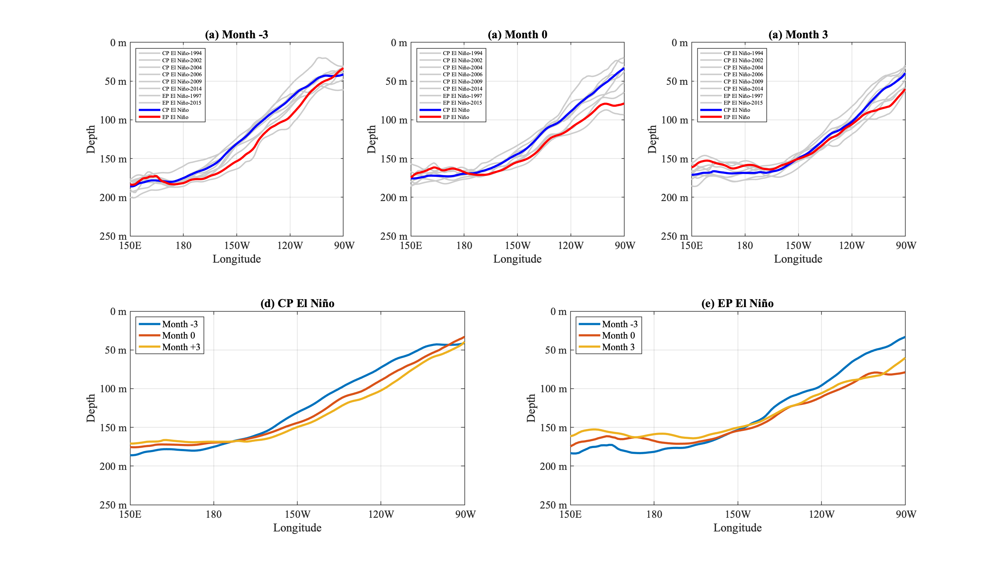 (a) Month -3
0 m
50 m
100 m
150 m
200 m
250 m
Depth
CP El Niño-1994
CP El Niño-2002
CP El Niño-2004
CP El Niño-2006
CP El Niño-2009
CP El Niño-2014
EP El Niño-1997
EP El Niño-2015
CP El Niño
EP El Niño
150E 180 150W 120W 90W
Longitude
(a) Month 0
0 m
50 m
100 m
150 m
200 m
250 m
Depth
CP El Niño-1994
CP El Niño-2002
CP El Niño-2004
CP El Niño-2006
CP El Niño-2009
CP El Niño-2014
EP El Niño-1997
EP El Niño-2015
CP El Niño
EP El Niño
150E 180 150W 120W 90W
Longitude
(a) Month 3
0 m
50 m
100 m
150 m
200 m
250 m
Depth
CP El Niño-1994
CP El Niño-2002
CP El Niño-2004
CP El Niño-2006
CP El Niño-2009
CP El Niño-2014
EP El Niño-1997
EP El Niño-2015
CP El Niño
EP El Niño
150E 180 150W 120W 90W
Longitude
(d) CP El Niño
0 m
50 m
100 m
150 m
200 m
250 m
Depth
Month -3
Month 0
Month +3
150E 180 150W 120W 90W
Longitude
(e) EP El Niño
0 m
50 m
100 m
150 m
200 m
250 m
Depth
Month -3
Month 0
Month 3
150E 180 150W 120W 90W
Longitude